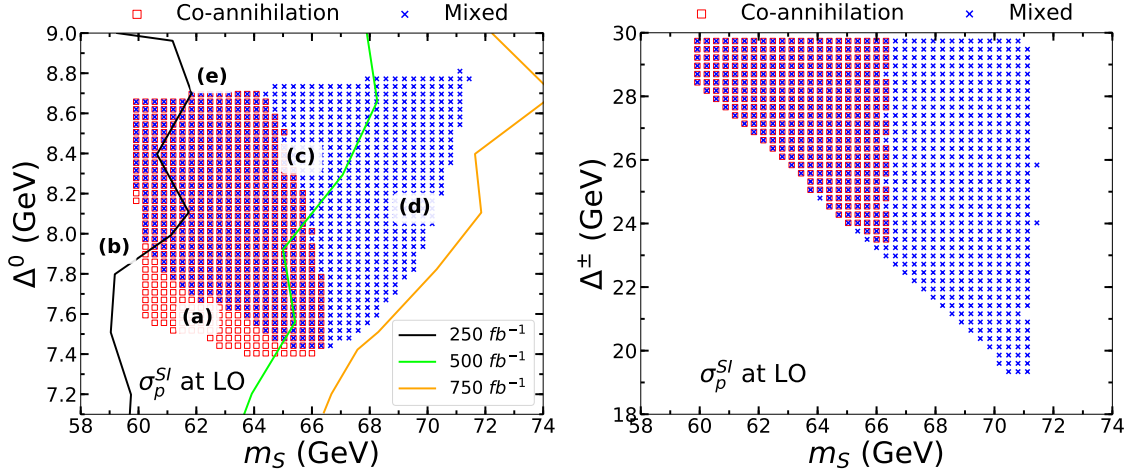 Co-annihilation Mixed
9.0
8.8
8.6
8.4
8.2
8.0
7.8
7.6
7.4
7.2
Δ⁰ (GeV)
(e)
(c)
(d)
(b)
(a)
250 fb⁻¹
500 fb⁻¹
750 fb⁻¹
σₚ^SI at LO
58 60 62 64 66 68 70 72 74
m_S (GeV)
Co-annihilation Mixed
30
28
26
24
22
20
18
Δ^± (GeV)
σₚ^SI at LO
58 60 62 64 66 68 70 72 74
m_S (GeV)